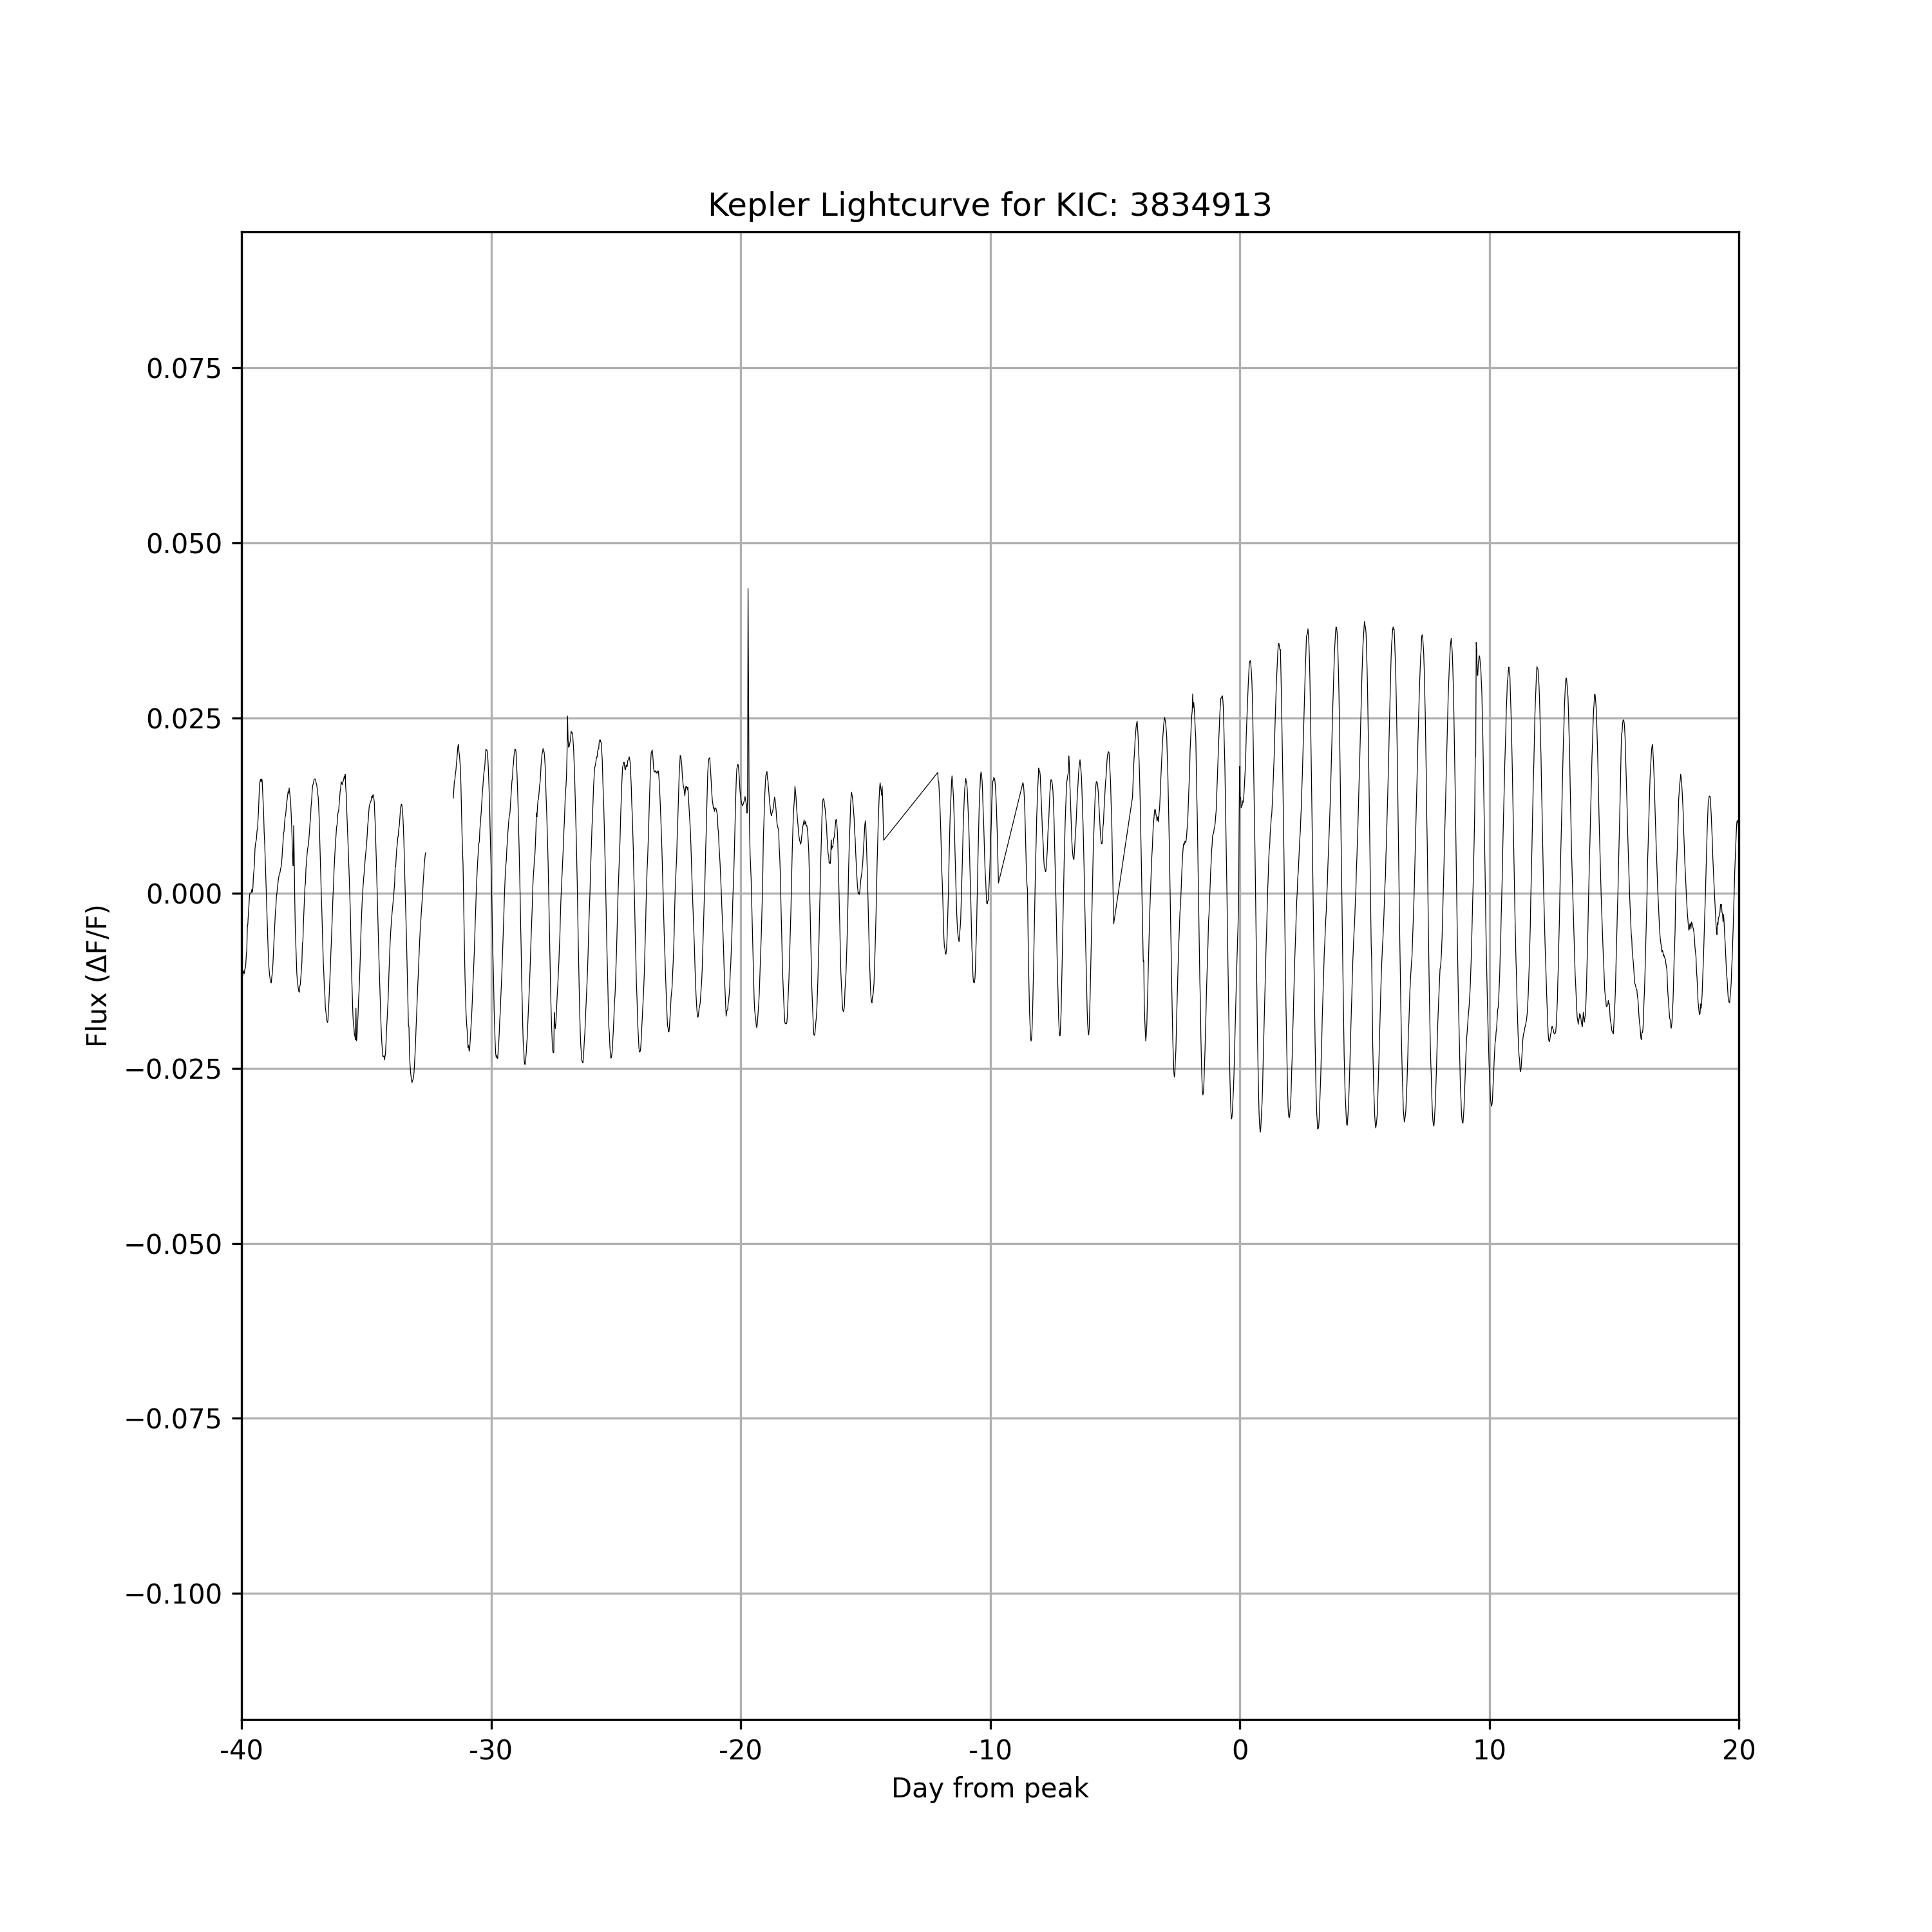 Kepler Lightcurve for KIC: 3834913
0.075
0.050
0.025
0.000
−0.025
−0.050
−0.075
−0.100
Flux (ΔF/F)
-40 -30 -20 -10 0 10 20
Day from peak